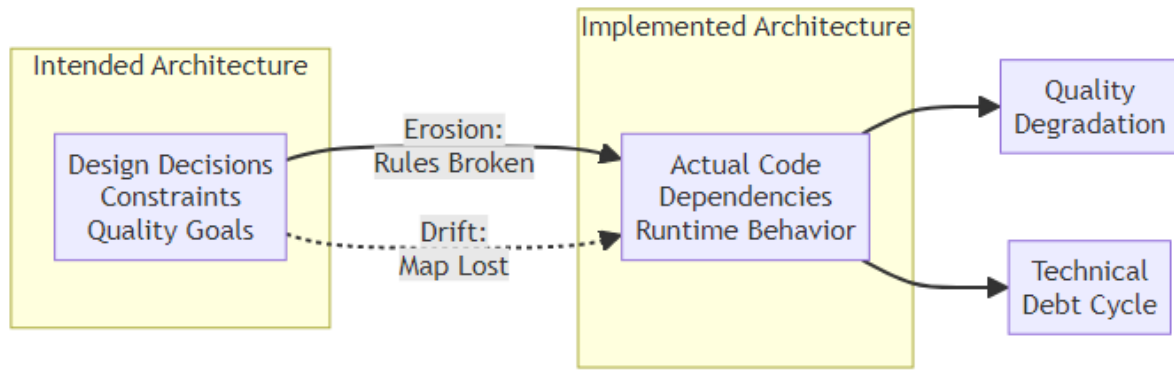 Intended Architecture
Design Decisions
Constraints
Quality Goals
Erosion:
Rules Broken
Drift:
Map Lost
Implemented Architecture
Actual Code
Dependencies
Runtime Behavior
Quality
Degradation
Technical
Debt Cycle